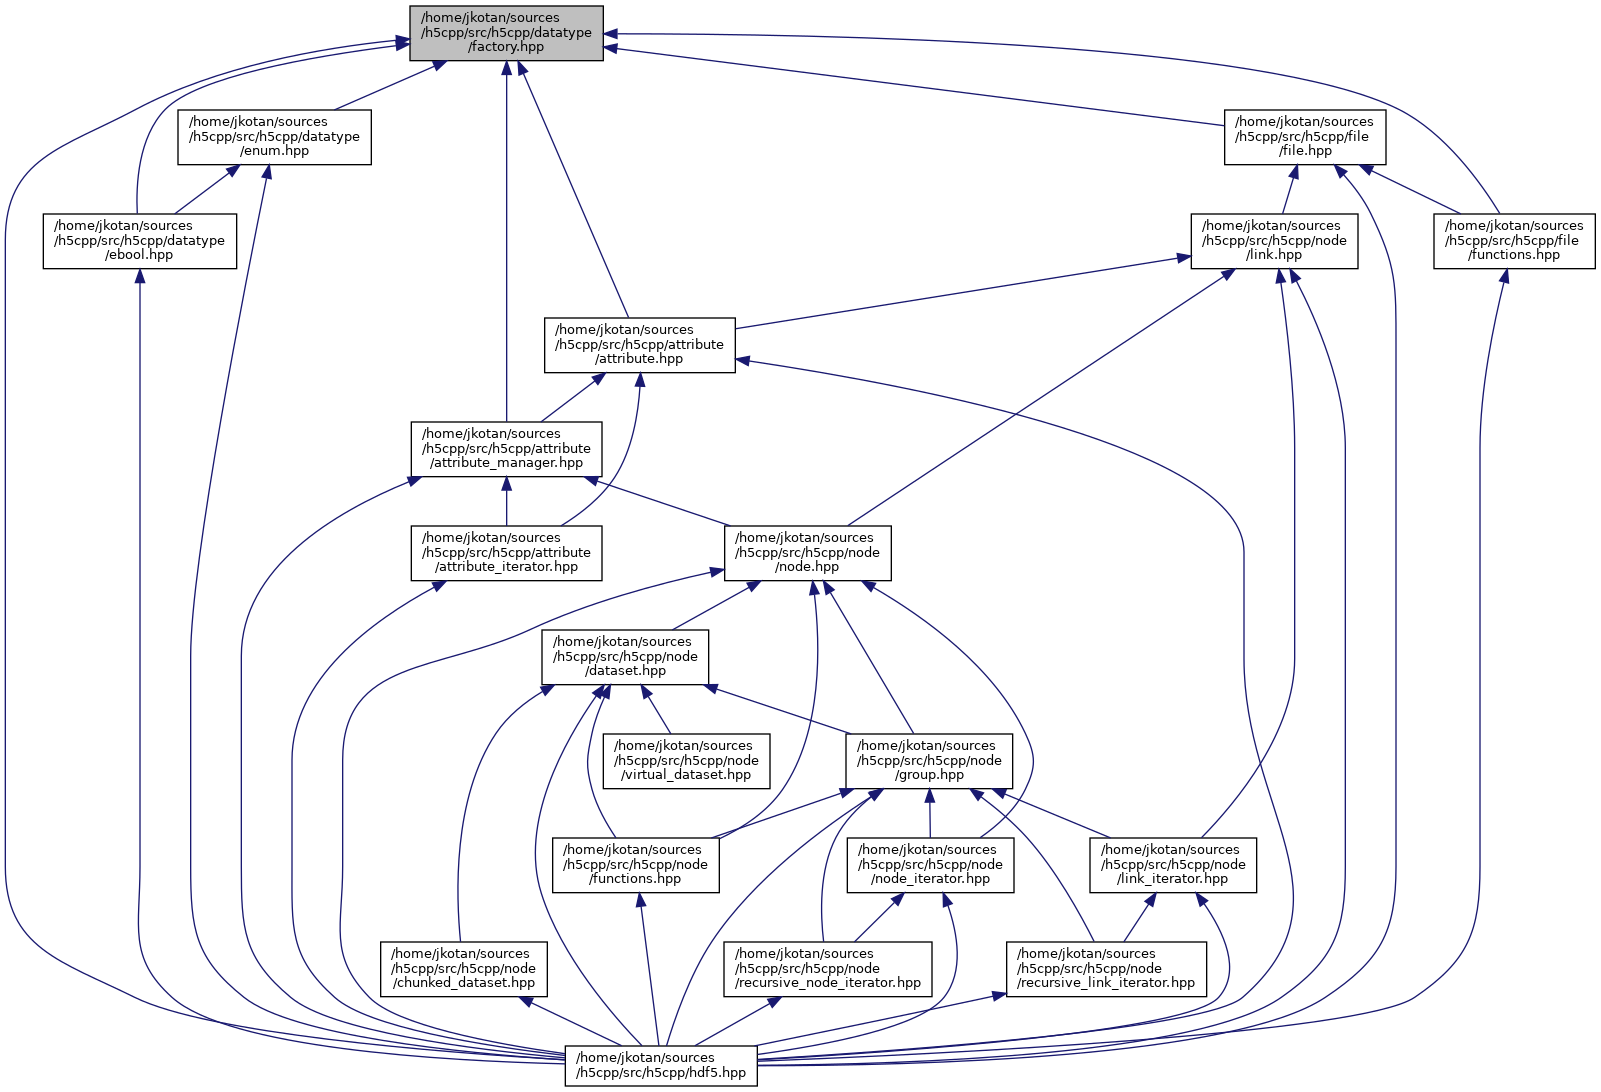 /home/jkotan/sources
/h5cpp/src/h5cpp/datatype
/factory.hpp
/home/jkotan/sources
/h5cpp/src/h5cpp/datatype
/enum.hpp
/home/jkotan/sources
/h5cpp/src/h5cpp/file
/file.hpp
/home/jkotan/sources
/h5cpp/src/h5cpp/datatype
/ebool.hpp
/home/jkotan/sources
/h5cpp/src/h5cpp/node
/link.hpp
/home/jkotan/sources
/h5cpp/src/h5cpp/file
/functions.hpp
/home/jkotan/sources
/h5cpp/src/h5cpp/attribute
/attribute.hpp
/home/jkotan/sources
/h5cpp/src/h5cpp/attribute
/attribute_manager.hpp
/home/jkotan/sources
/h5cpp/src/h5cpp/attribute
/attribute_iterator.hpp
/home/jkotan/sources
/h5cpp/src/h5cpp/node
/node.hpp
/home/jkotan/sources
/h5cpp/src/h5cpp/node
/dataset.hpp
/home/jkotan/sources
/h5cpp/src/h5cpp/node
/virtual_dataset.hpp
/home/jkotan/sources
/h5cpp/src/h5cpp/node
/group.hpp
/home/jkotan/sources
/h5cpp/src/h5cpp/node
/functions.hpp
/home/jkotan/sources
/h5cpp/src/h5cpp/node
/node_iterator.hpp
/home/jkotan/sources
/h5cpp/src/h5cpp/node
/link_iterator.hpp
/home/jkotan/sources
/h5cpp/src/h5cpp/node
/chunked_dataset.hpp
/home/jkotan/sources
/h5cpp/src/h5cpp/node
/recursive_node_iterator.hpp
/home/jkotan/sources
/h5cpp/src/h5cpp/node
/recursive_link_iterator.hpp
/home/jkotan/sources
/h5cpp/src/h5cpp/hdf5.hpp